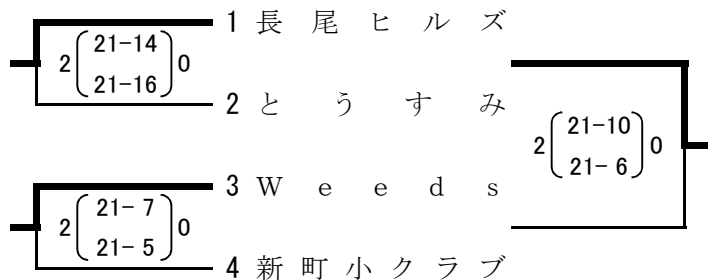 1 長尾ヒルズ
2 ( 21-14 21-16 ) 0
2 とうすみ
2 ( 21-10 21- 6 ) 0
3 Weeds
2 ( 21- 7 21- 5 ) 0
4 新町小クラブ